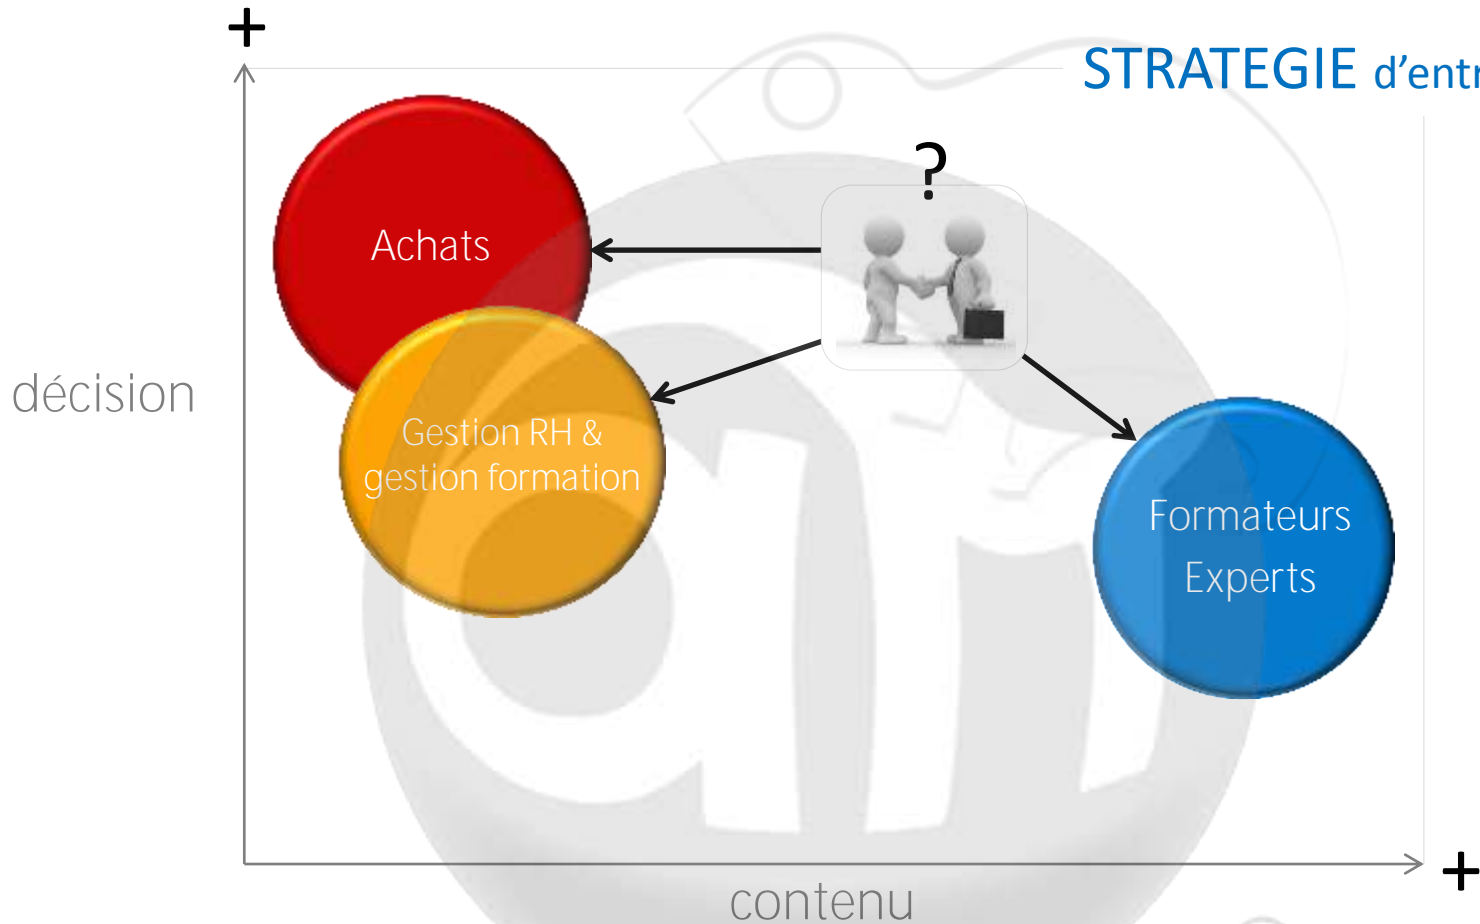 +
STRATEGIE d'entr
?
Achats
décision
Gestion RH &
gestion formation
Formateurs
Experts
+
contenu